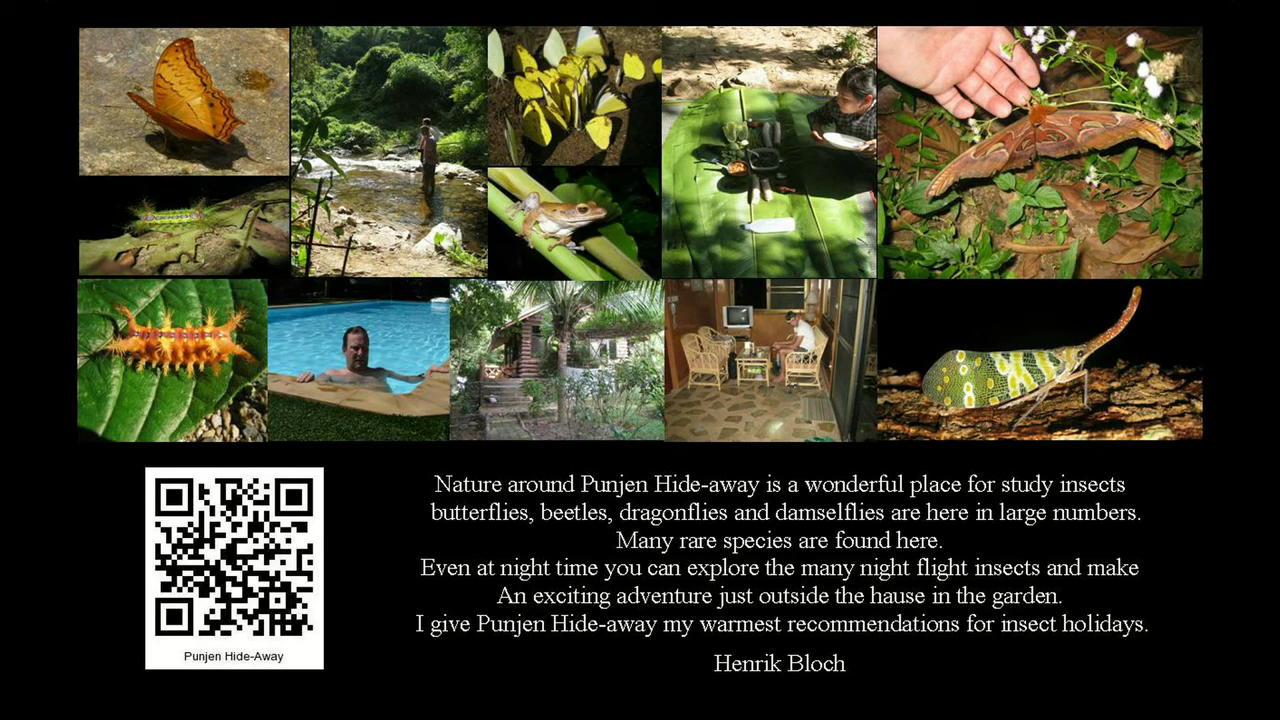 Nature around Punjen Hide-away is a wonderful place for study insects
butterflies, beetles, dragonflies and damselflies are here in large numbers.
Many rare species are found here.
Even at night time you can explore the many night flight insects and make
An exciting adventure just outside the hause in the garden.
I give Punjen Hide-away my warmest recommendations for insect holidays.
Henrik Bloch
Punjen Hide-Away